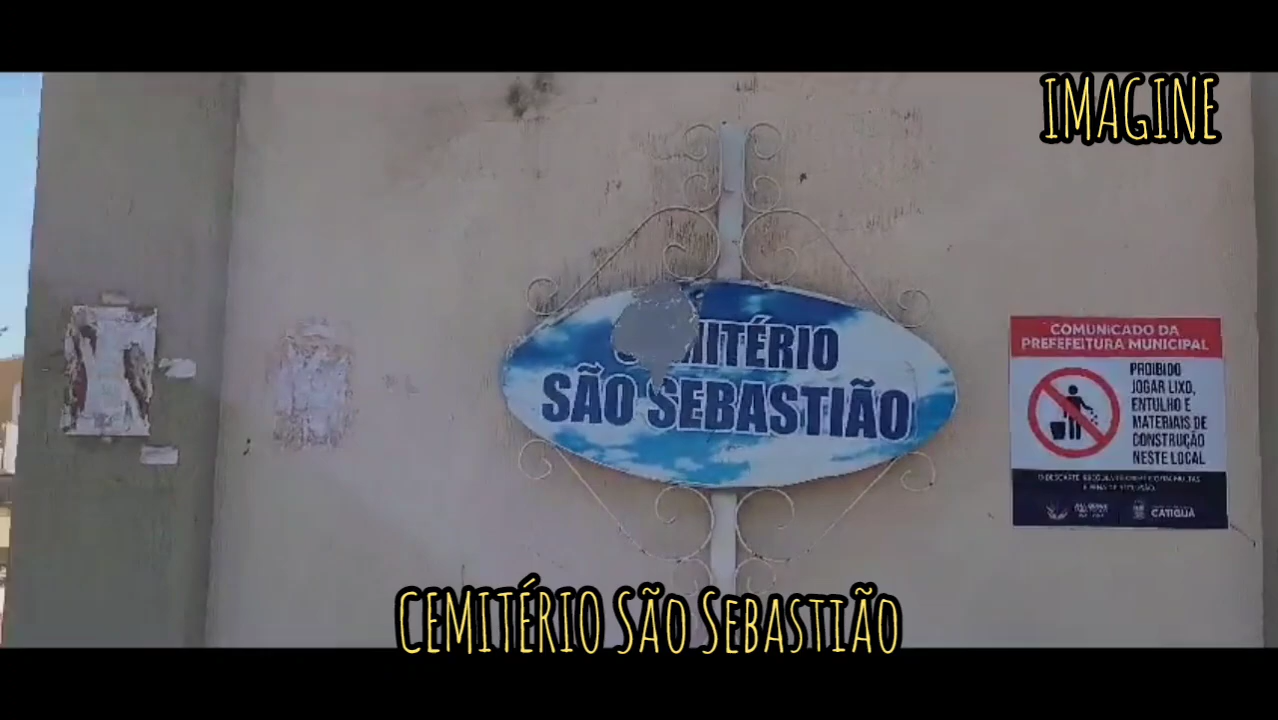 IMAGINE
MITÉRIO
SÃO SEBASTIÃO
COMUNICADO DA
PREFEFEITURA MUNICIPAL
PROIBIDO
JOGAR LIXO,
ENTULHO E
MATERIAIS DE
CONSTRUÇÃO
NESTE LOCAL
CATIGUÁ
CEMITÉRIO São Sebastião